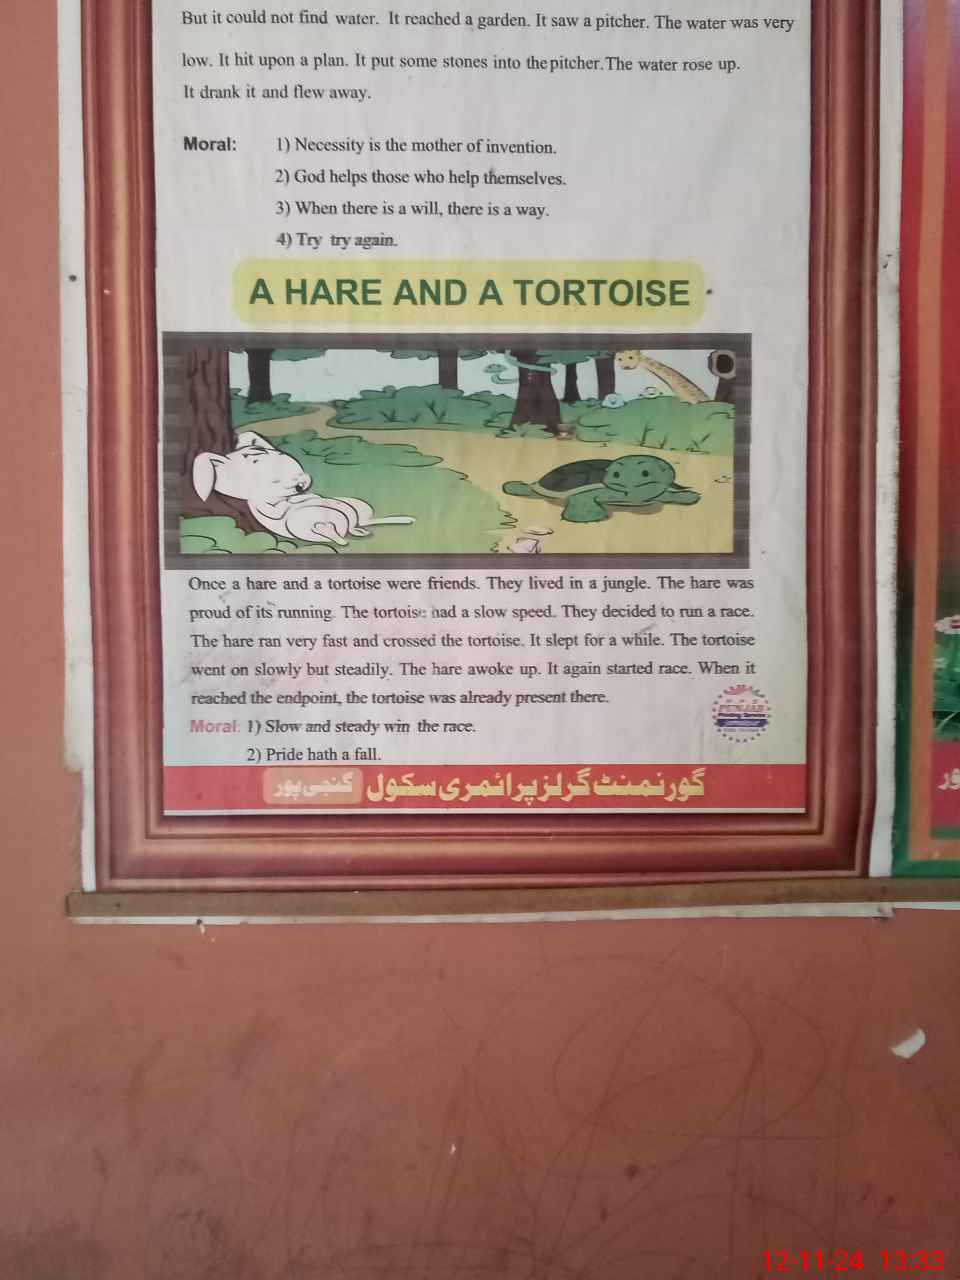 But it could not find water. It reached a garden. It saw a pitcher. The water was very
low. It hit upon a plan. It put some stones into the pitcher. The water rose up.
It drank it and flew away.
Moral: 1) Necessity is the mother of invention.
2) God helps those who help themselves.
3) When there is a will, there is a way.
4) Try try again.
A HARE AND A TORTOISE
Once a hare and a tortoise were friends. They lived in a jungle. The hare was
proud of its running. The tortoise had a slow speed. They decided to run a race.
The hare ran very fast and crossed the tortoise. It slept for a while. The tortoise
went on slowly but steadily. The hare awoke up. It again started race. When it
reached the endpoint, the tortoise was already present there.
Moral: 1) Slow and steady win the race.
2) Pride hath a fall.
PUNJAB
گورنمنٹ گرلز پرائمری سکول گنجی پور
پور
12-11-24 13:33